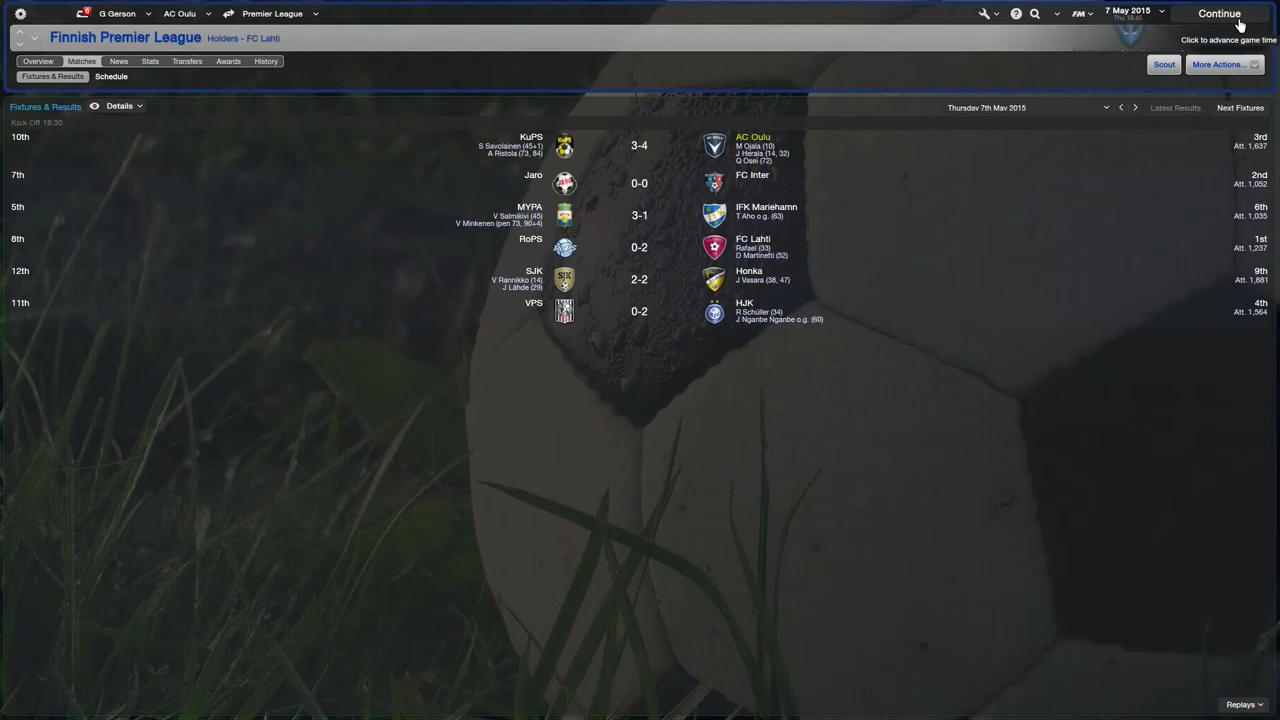 6 G Gerson AC Oulu Premier League FM 7 May 2015 Continue
Thu 18:45
Finnish Premier League Holders - FC Lahti
Click to advance game time
Overview Matches News Stats Transfers Awards History
Scout More Actions...
Fixtures & Results Schedule
Fixtures & Results Details Thursday 7th May 2015 Latest Results Next Fixtures
Kick Off 18:30
10th KuPS 3-4 AC Oulu 3rd
S Savolainen (45+1) M Ojala (10) Att. 1,637
A Ristola (73, 84) J Herala (14, 32)
Q Osei (72)
7th Jaro 0-0 FC Inter 2nd
Att. 1,052
5th MYPA 3-1 IFK Mariehamn 6th
V Salmikivi (45) T Aho o.g. (63) Att. 1,035
V Minkenen (pen 73, 90+4)
8th RoPS 0-2 FC Lahti 1st
Rafael (33) Att. 1,237
D Martinetti (52)
12th SJK 2-2 Honka 9th
V Rannikko (14) J Vasara (38, 47) Att. 1,881
J Lähde (29)
11th VPS 0-2 HJK 4th
R Schüller (34) Att. 1,564
J Nganbe Nganbe o.g. (60)
Replays